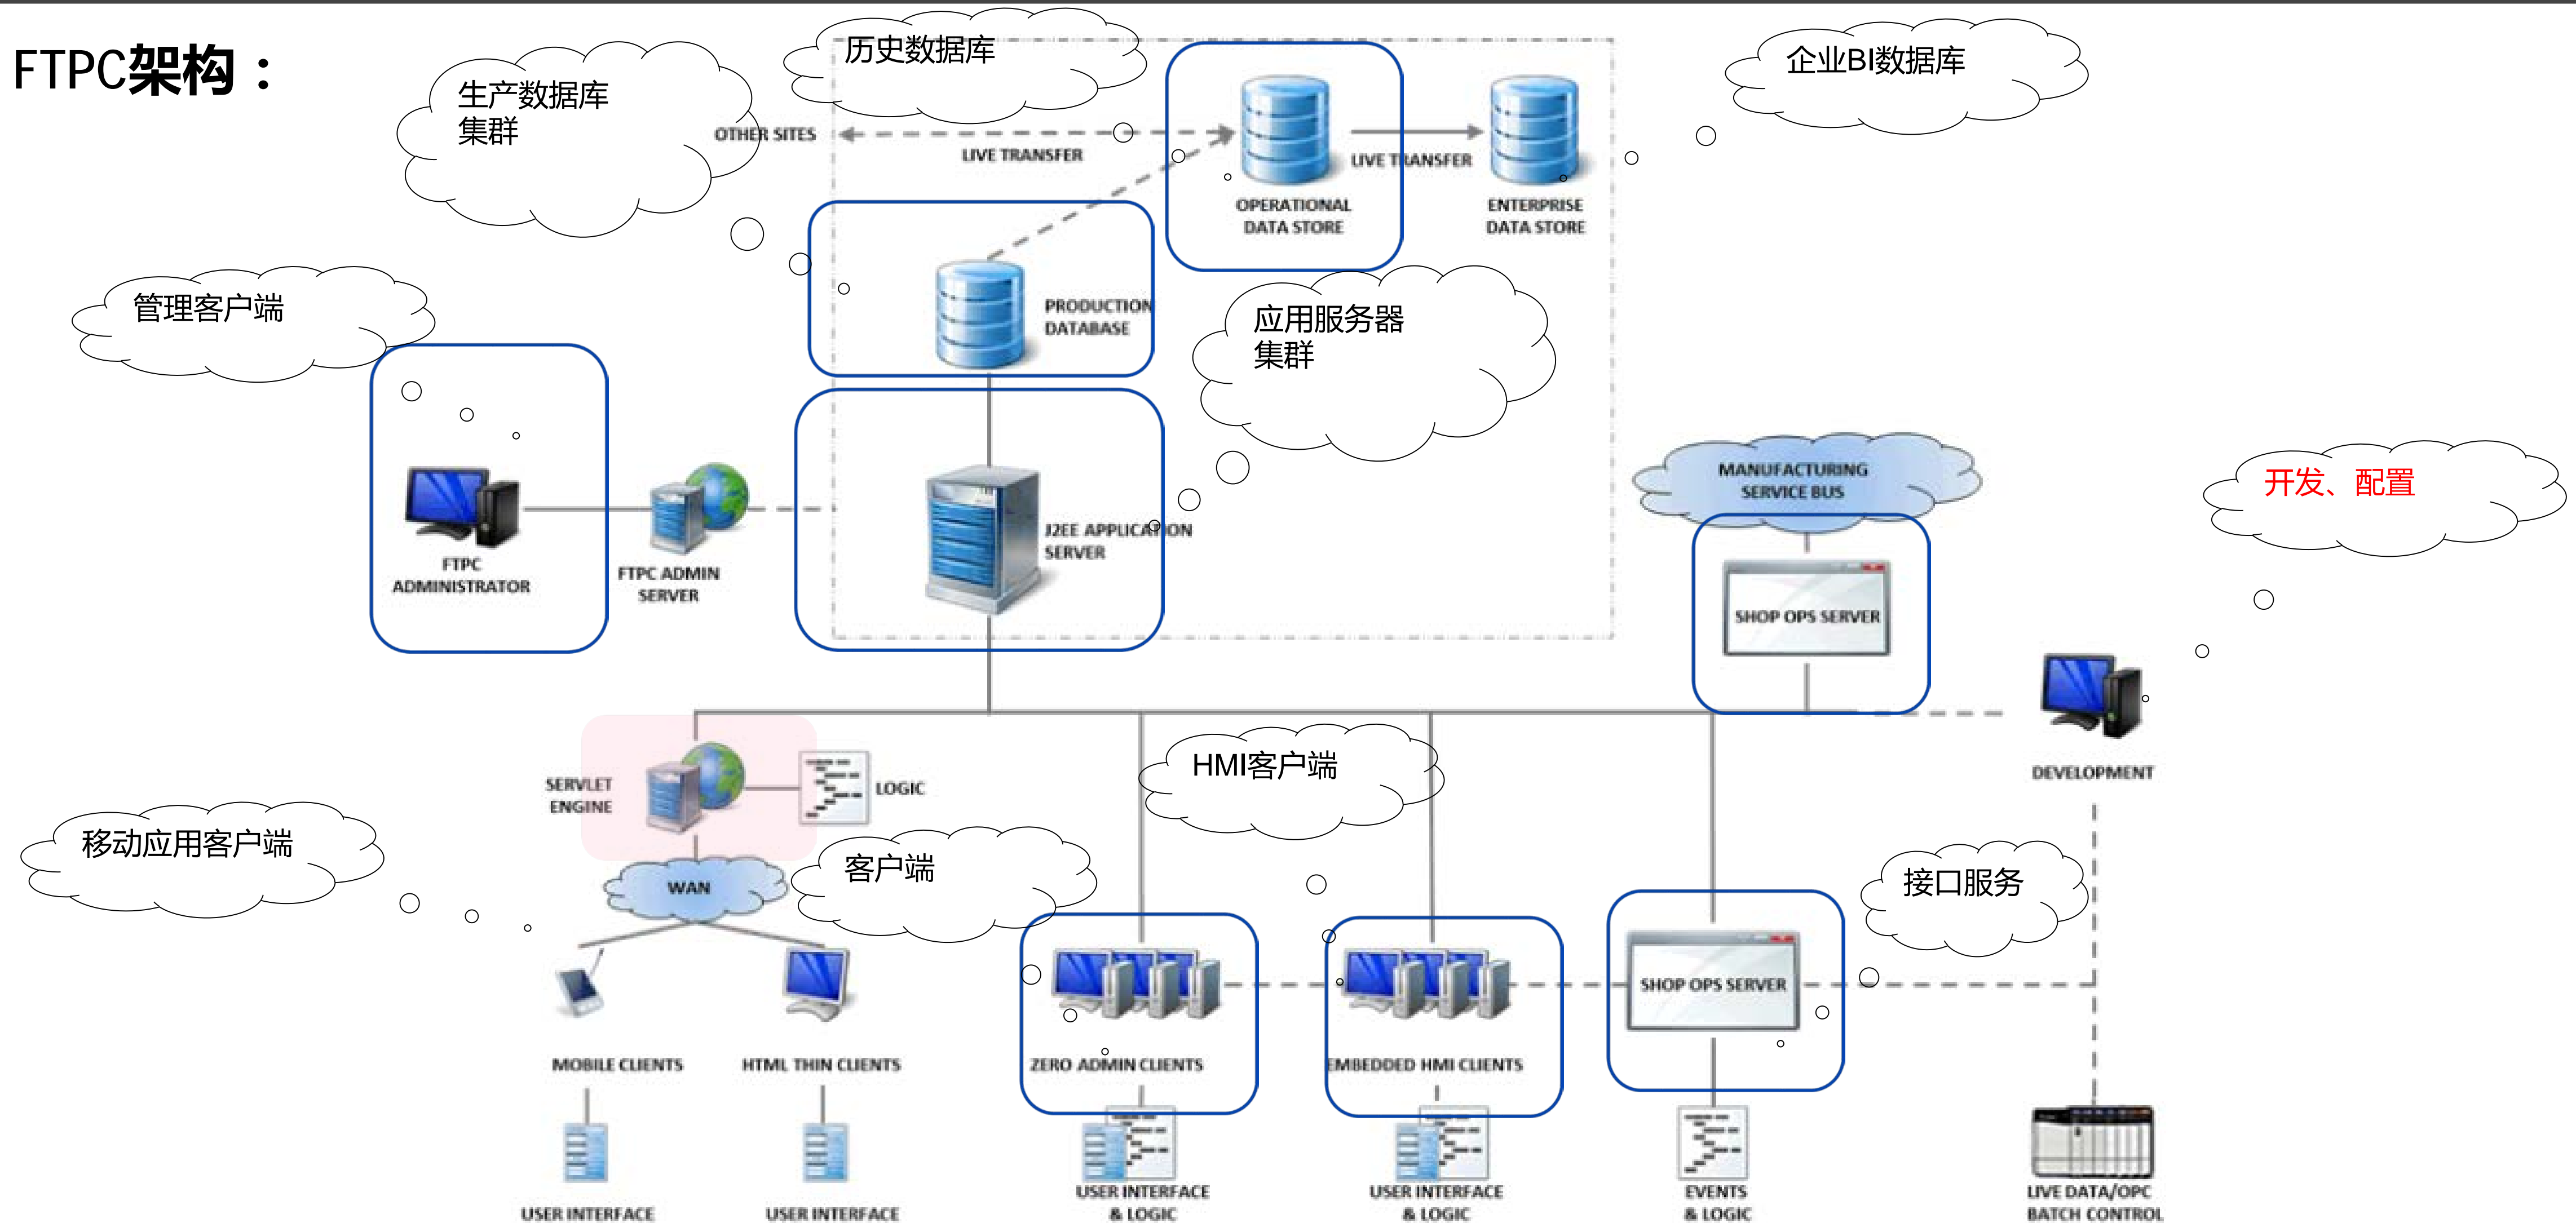 FTPC架构：
历史数据库
企业BI数据库
生产数据库
集群
OTHER SITES
LIVE TRANSFER
LIVE TRANSFER
OPERATIONAL
DATA STORE
ENTERPRISE
DATA STORE
管理客户端
PRODUCTION
DATABASE
应用服务器
集群
MANUFACTURING
SERVICE BUS
开发、配置
FTPC
ADMINISTRATOR
FTPC ADMIN
SERVER
J2EE APPLICATION
SERVER
SHOP OPS SERVER
SERVLET
ENGINE
LOGIC
HMI客户端
DEVELOPMENT
移动应用客户端
WAN
客户端
接口服务
SHOP OPS SERVER
MOBILE CLIENTS
HTML THIN CLIENTS
ZERO ADMIN CLIENTS
EMBEDDED HMI CLIENTS
USER INTERFACE
USER INTERFACE
USER INTERFACE
& LOGIC
USER INTERFACE
& LOGIC
EVENTS
& LOGIC
LIVE DATA/OPC
BATCH CONTROL